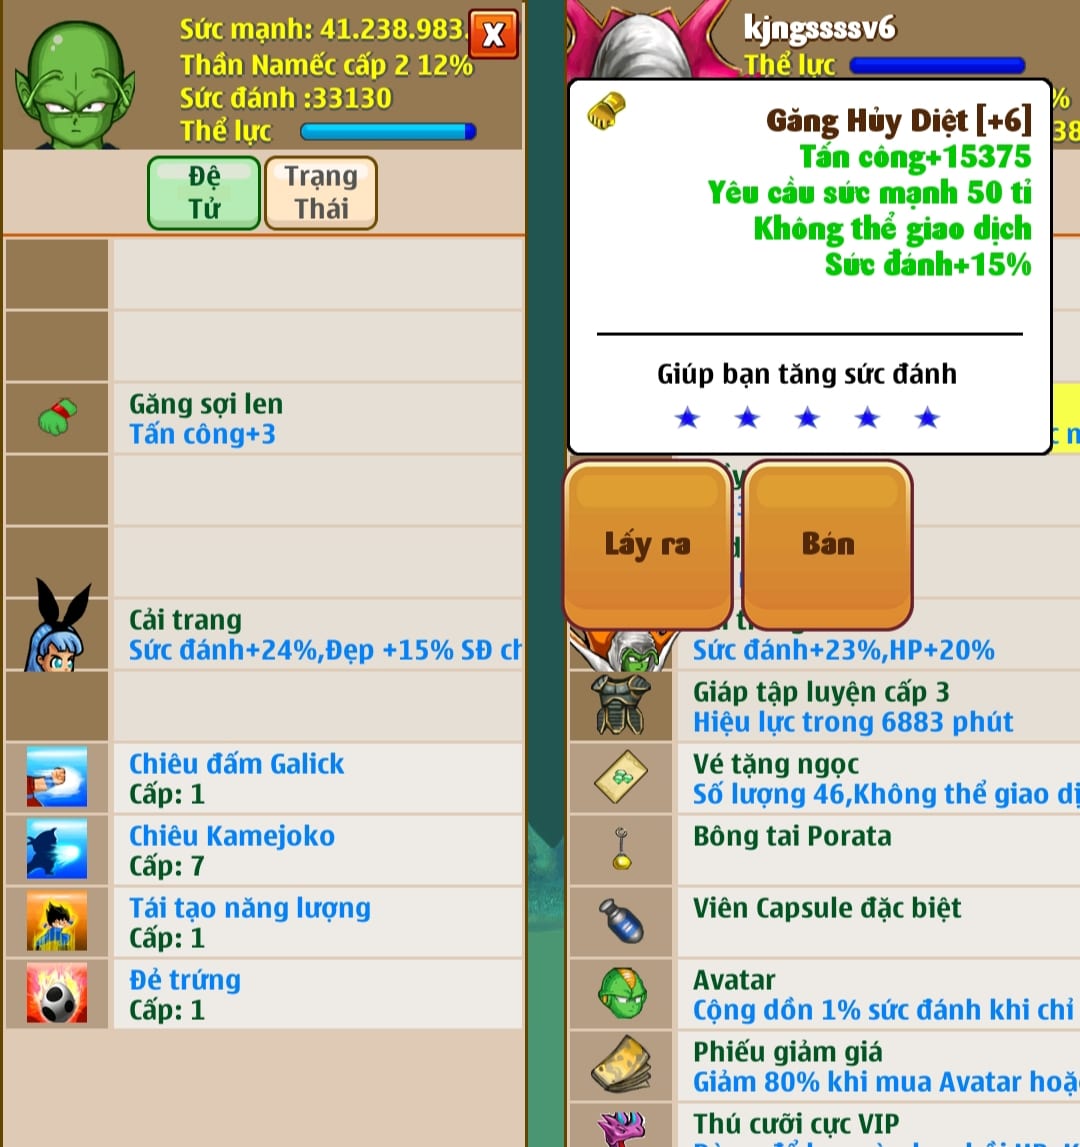 Sức mạnh: 41.238.983.
X
Thần Namếc cấp 2 12%
Sức đánh :33130
Thể lực
Đệ
Tử
Trạng
Thái
Găng sợi len
Tấn công+3
Cải trang
Sức đánh+24%,Đẹp +15% SĐ ch
Chiêu đấm Galick
Cấp: 1
Chiêu Kamejoko
Cấp: 7
Tái tạo năng lượng
Cấp: 1
Đẻ trứng
Cấp: 1
kjngssssv6
Thể lực
%
38
Găng Hủy Diệt [+6]
Tấn công+15375
Yêu cầu sức mạnh 50 tỉ
Không thể giao dịch
Sức đánh+15%
Giúp bạn tăng sức đánh
Lấy ra
Bán
Sức đánh+23%,HP+20%
Giáp tập luyện cấp 3
Hiệu lực trong 6883 phút
Vé tặng ngọc
Số lượng 46,Không thể giao dị
Bông tai Porata
Viên Capsule đặc biệt
Avatar
Cộng dồn 1% sức đánh khi chỉ
Phiếu giảm giá
Giảm 80% khi mua Avatar hoặ
Thú cưỡi cực VIP